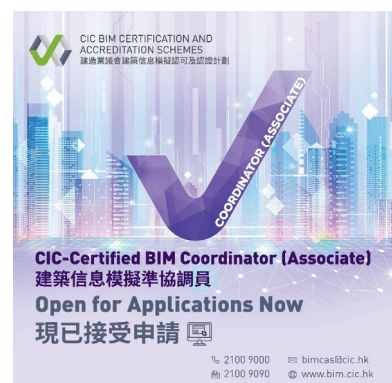 CIC BIM CERTIFICATION AND
ACCREDITATION SCHEMES
建造業議會建築信息模擬認可及認證計劃
COORDINATOR (ASSOCIATE)
CIC-Certified BIM Coordinator (Associate)
建築信息模擬準協調員
Open for Applications Now
現已接受申請
2100 9000 bimcas@cic.hk
2100 9090 www.bim.cic.hk